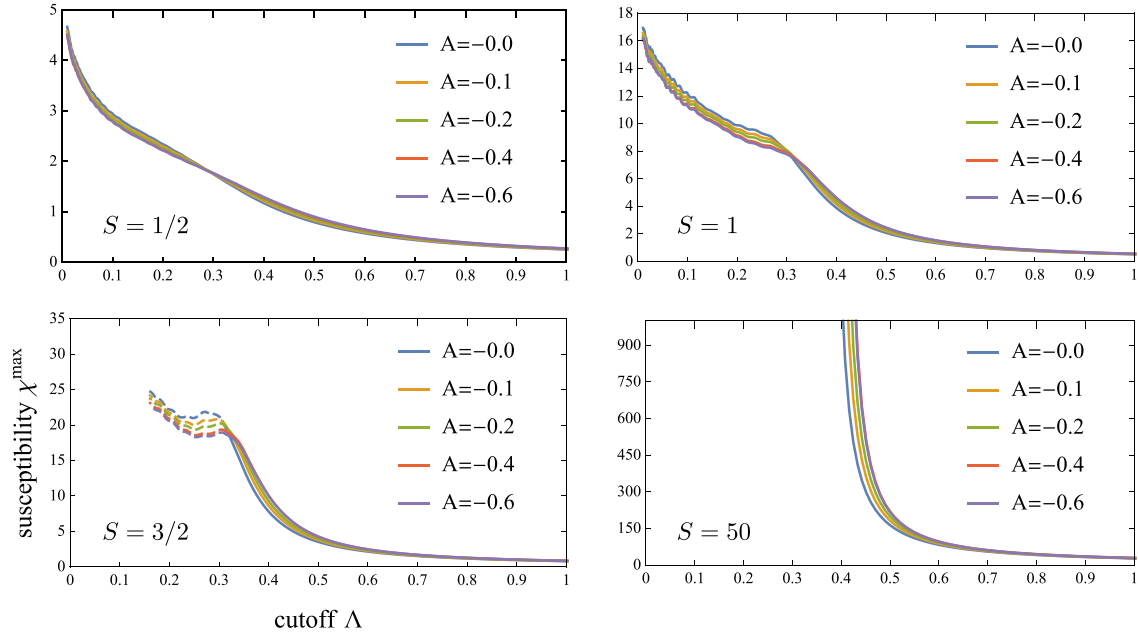 5
4
3
2
1
0
0 0.1 0.2 0.3 0.4 0.5 0.6 0.7 0.8 0.9 1
A=−0.0
A=−0.1
A=−0.2
A=−0.4
A=−0.6
S = 1/2
18
16
14
12
10
8
6
4
2
0
0 0.1 0.2 0.3 0.4 0.5 0.6 0.7 0.8 0.9 1
A=−0.0
A=−0.1
A=−0.2
A=−0.4
A=−0.6
S = 1
susceptibility χ^max
35
30
25
20
15
10
5
0
0 0.1 0.2 0.3 0.4 0.5 0.6 0.7 0.8 0.9 1
A=−0.0
A=−0.1
A=−0.2
A=−0.4
A=−0.6
S = 3/2
900
750
600
450
300
150
0 0.1 0.2 0.3 0.4 0.5 0.6 0.7 0.8 0.9 1
A=−0.0
A=−0.1
A=−0.2
A=−0.4
A=−0.6
S = 50
cutoff Λ